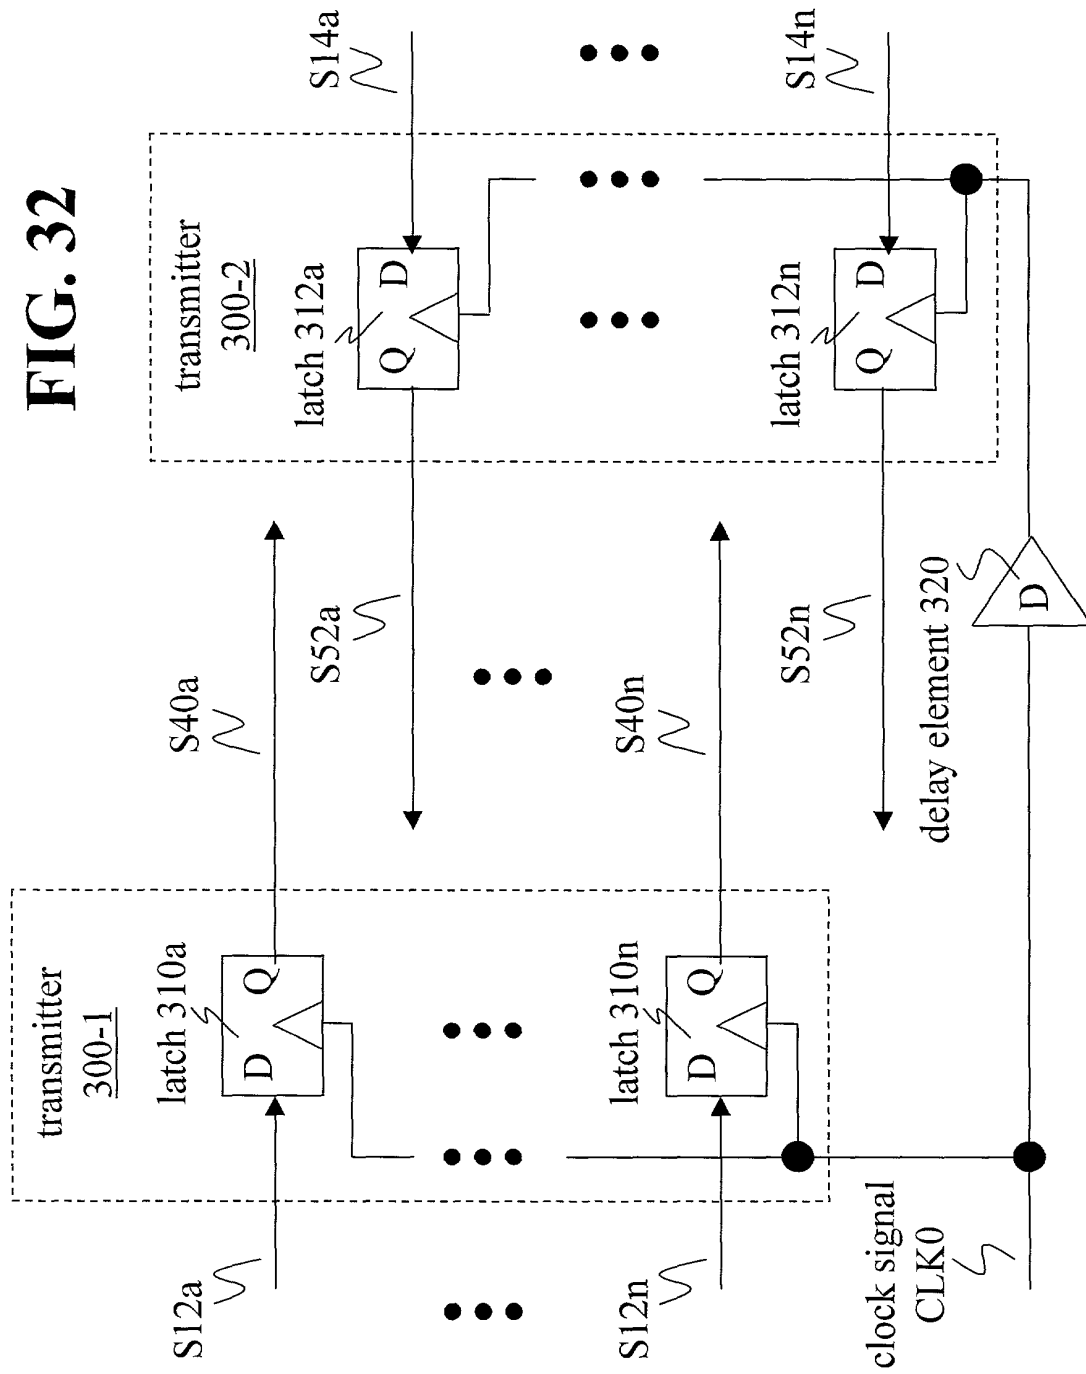 FIG. 32
transmitter
300-1
transmitter
300-2
latch 310a
D
Q
S12a
S40a
S52a
latch 312a
Q
D
S14a
latch 310n
D
Q
S12n
S40n
S52n
latch 312n
Q
D
S14n
clock signal
CLK0
delay element 320
D